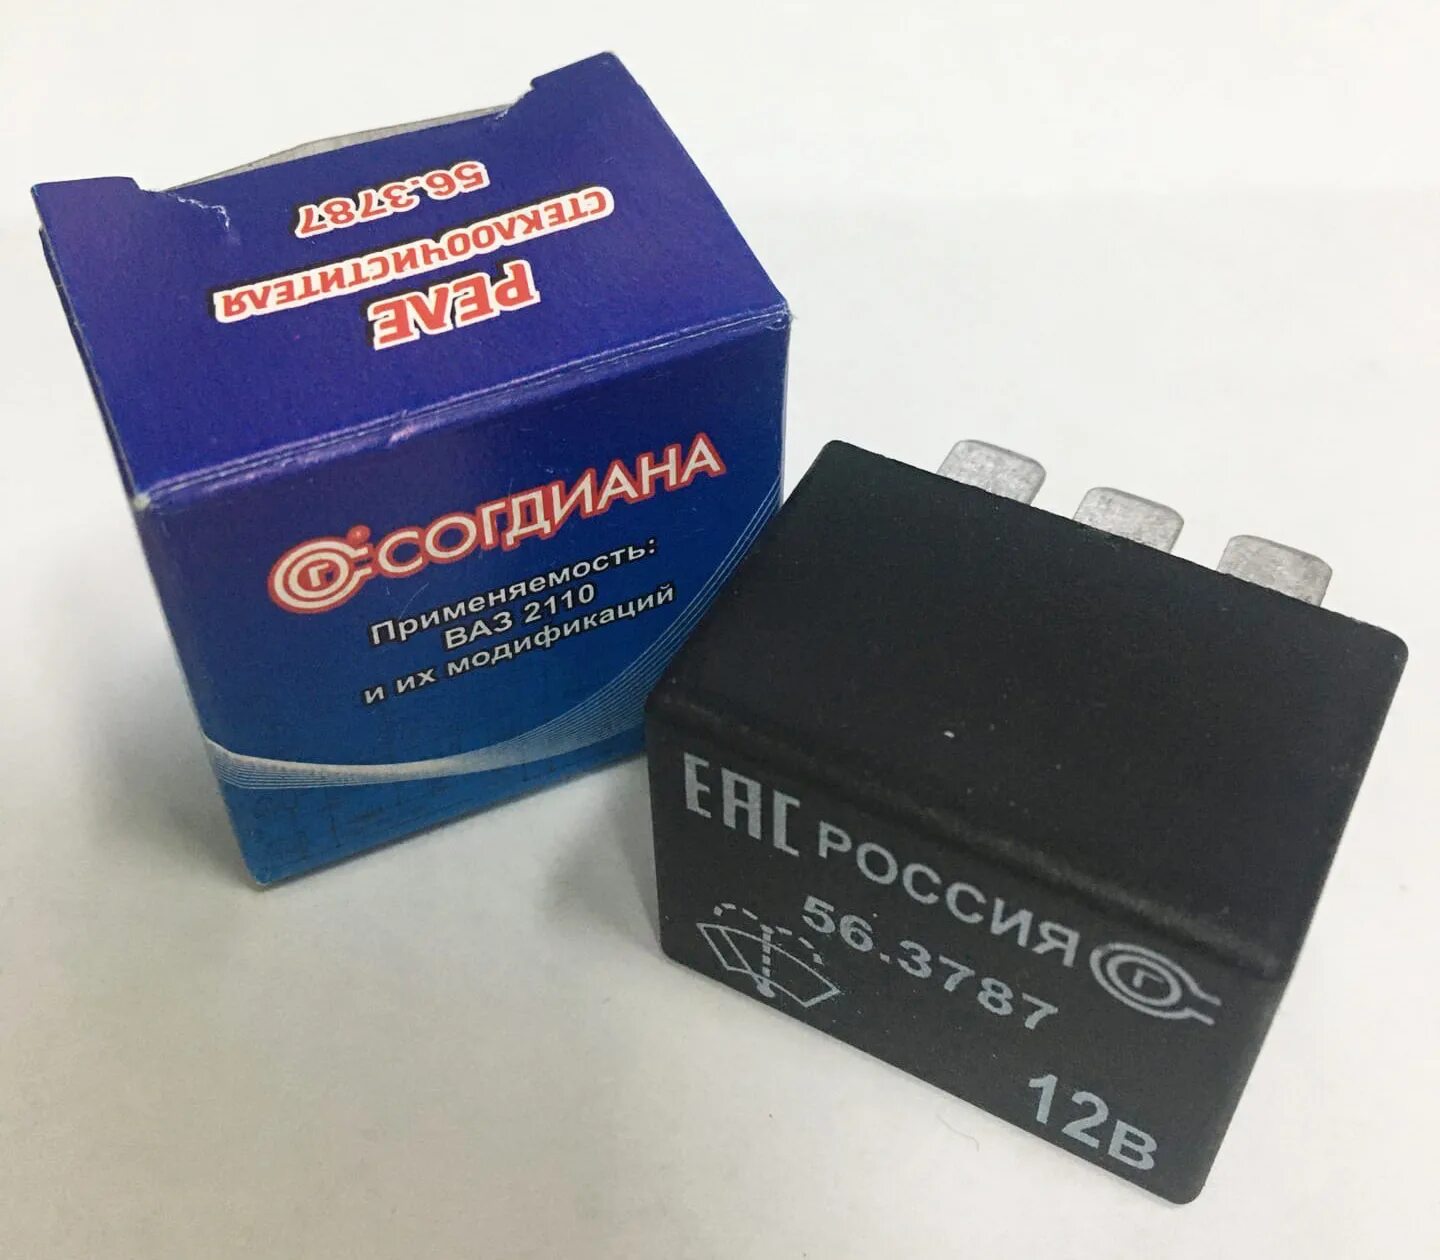 РЕЛЕ
СТЕКЛООЧИСТИТЕЛЯ
56.3787
Г СОГДИАНА
Применяемость:
ВАЗ 2110
и их модификаций
EAC РОССИЯ Г
56.3787
12В